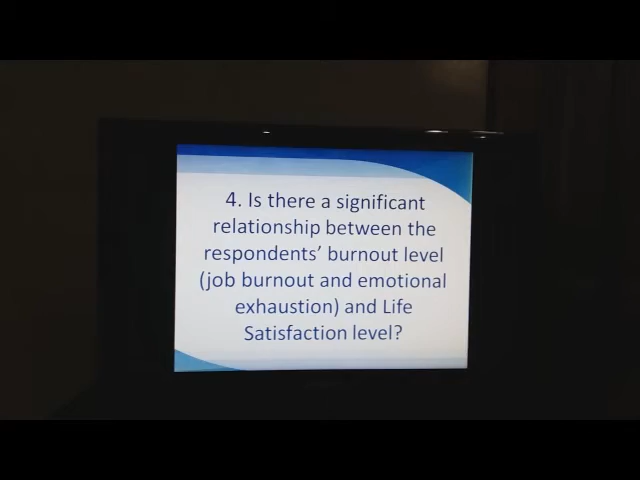 4. Is there a significant
relationship between the
respondents’ burnout level
(job burnout and emotional
exhaustion) and Life
Satisfaction level?